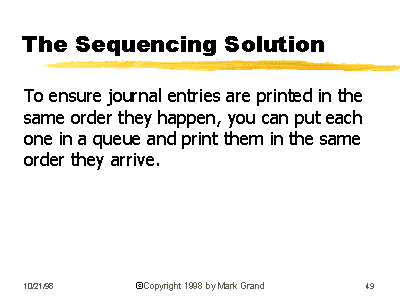 The Sequencing Solution
To ensure journal entries are printed in the
same order they happen, you can put each
one in a queue and print them in the same
order they arrive.
10/21/98 ©Copyright 1998 by Mark Grand 49